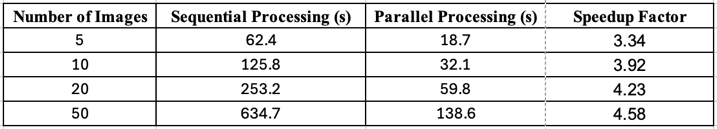 Number of Images Sequential Processing (s) Parallel Processing (s) Speedup Factor
5 62.4 18.7 3.34
10 125.8 32.1 3.92
20 253.2 59.8 4.23
50 634.7 138.6 4.58